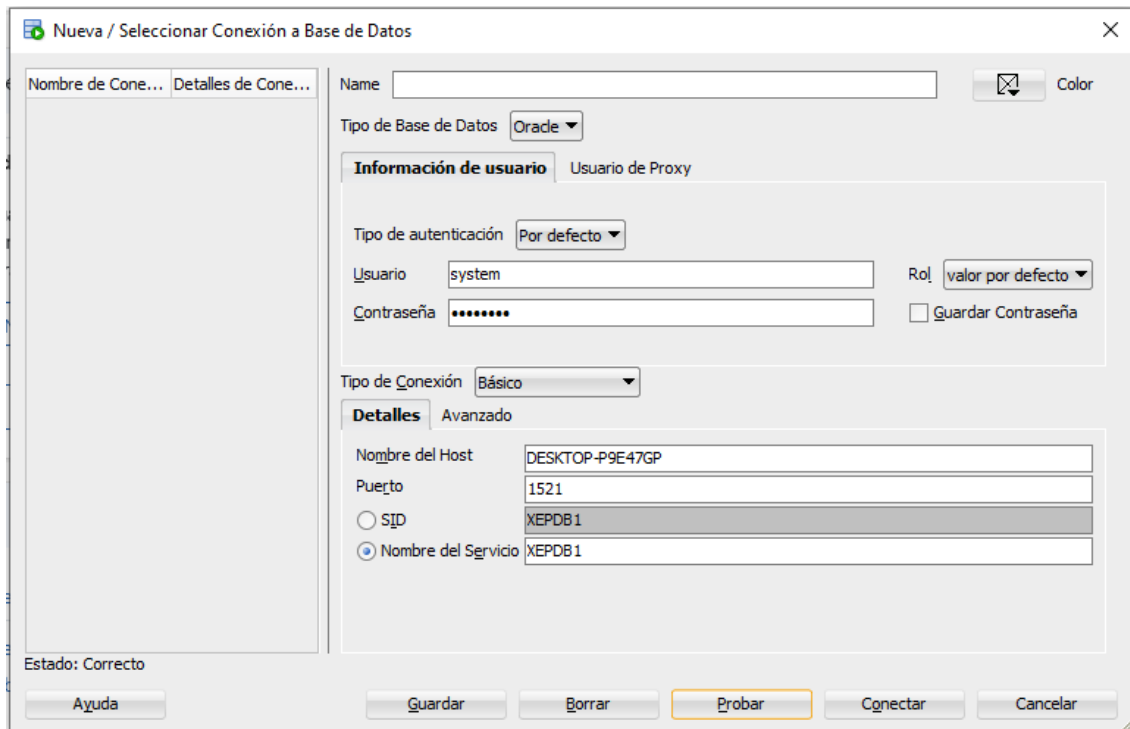 Nueva / Seleccionar Conexión a Base de Datos
Nombre de Cone... Detalles de Cone...
Name
Color
Tipo de Base de Datos Oracle
Información de usuario Usuario de Proxy
Tipo de autenticación Por defecto
Usuario system
Rol valor por defecto
Contraseña ••••••••
Guardar Contraseña
Tipo de Conexión Básico
Detalles Avanzado
Nombre del Host DESKTOP-P9E47GP
Puerto 1521
SID XEPDB1
Nombre del Servicio XEPDB1
Estado: Correcto
Ayuda Guardar Borrar Probar Conectar Cancelar